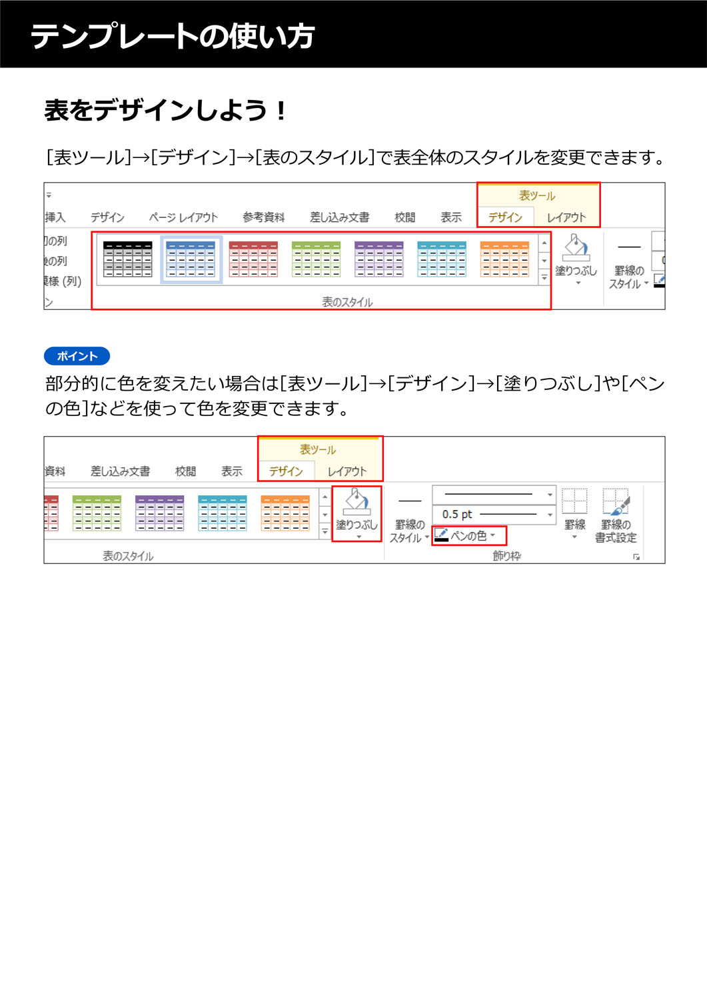 テンプレートの使い方
表をデザインしよう！
[表ツール]→[デザイン]→[表のスタイル]で表全体のスタイルを変更できます。
表ツール
挿入 デザイン ページ レイアウト 参考資料 差し込み文書 校閲 表示 デザイン レイアウト
の列
の列
模様 (列)
ン
塗りつぶし
罫線の
スタイル
表のスタイル
ポイント
部分的に色を変えたい場合は[表ツール]→[デザイン]→[塗りつぶし]や[ペン
の色]などを使って色を変更できます。
表ツール
資料 差し込み文書 校閲 表示 デザイン レイアウト
塗りつぶし
罫線の
スタイル
0.5 pt
ペンの色
罫線
罫線の
書式設定
表のスタイル
飾り枠